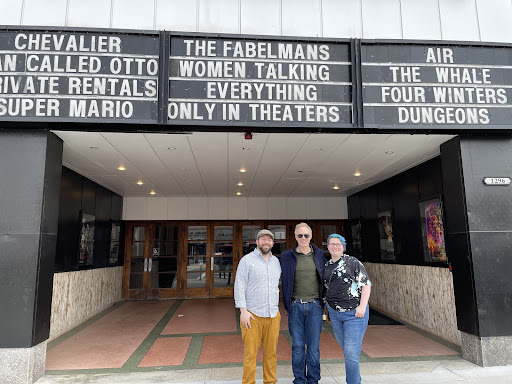 CHEVALIER
AN CALLED OTTO
RIVATE RENTALS
SUPER MARIO
THE FABELMANS
WOMEN TALKING
EVERYTHING
ONLY IN THEATERS
AIR
THE WHALE
FOUR WINTERS
DUNGEONS
1296